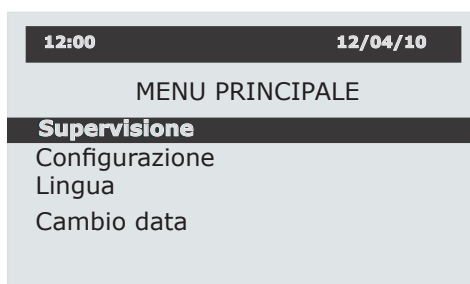 12:00 12/04/10
MENU PRINCIPALE
Supervisione
Configurazione
Lingua
Cambio data